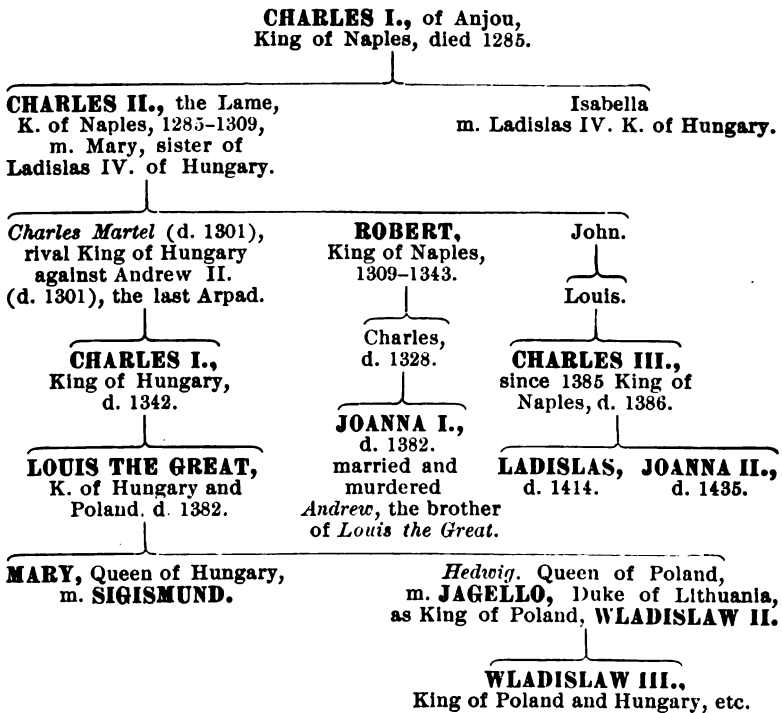 CHARLES I., of Anjou,
King of Naples, died 1285.
CHARLES II., the Lame,
K. of Naples, 1285-1309,
m. Mary, sister of
Ladislas IV. of Hungary.
Isabella
m. Ladislas IV. K. of Hungary.
Charles Martel (d. 1301),
rival King of Hungary
against Andrew II.
(d. 1301), the last Arpad.
ROBERT,
King of Naples,
1309-1343.
John.
Louis.
CHARLES I.,
King of Hungary,
d. 1342.
Charles,
d. 1328.
CHARLES III.,
since 1385 King of
Naples, d. 1386.
LOUIS THE GREAT,
K. of Hungary and
Poland. d. 1382.
JOANNA I.,
d. 1382.
married and
murdered
Andrew, the brother
of Louis the Great.
LADISLAS,
d. 1414.
JOANNA II.,
d. 1435.
MARY, Queen of Hungary,
m. SIGISMUND.
Hedwig. Queen of Poland,
m. JAGELLO, Duke of Lithuania,
as King of Poland, WLADISLAW II.
WLADISLAW III.,
King of Poland and Hungary, etc.